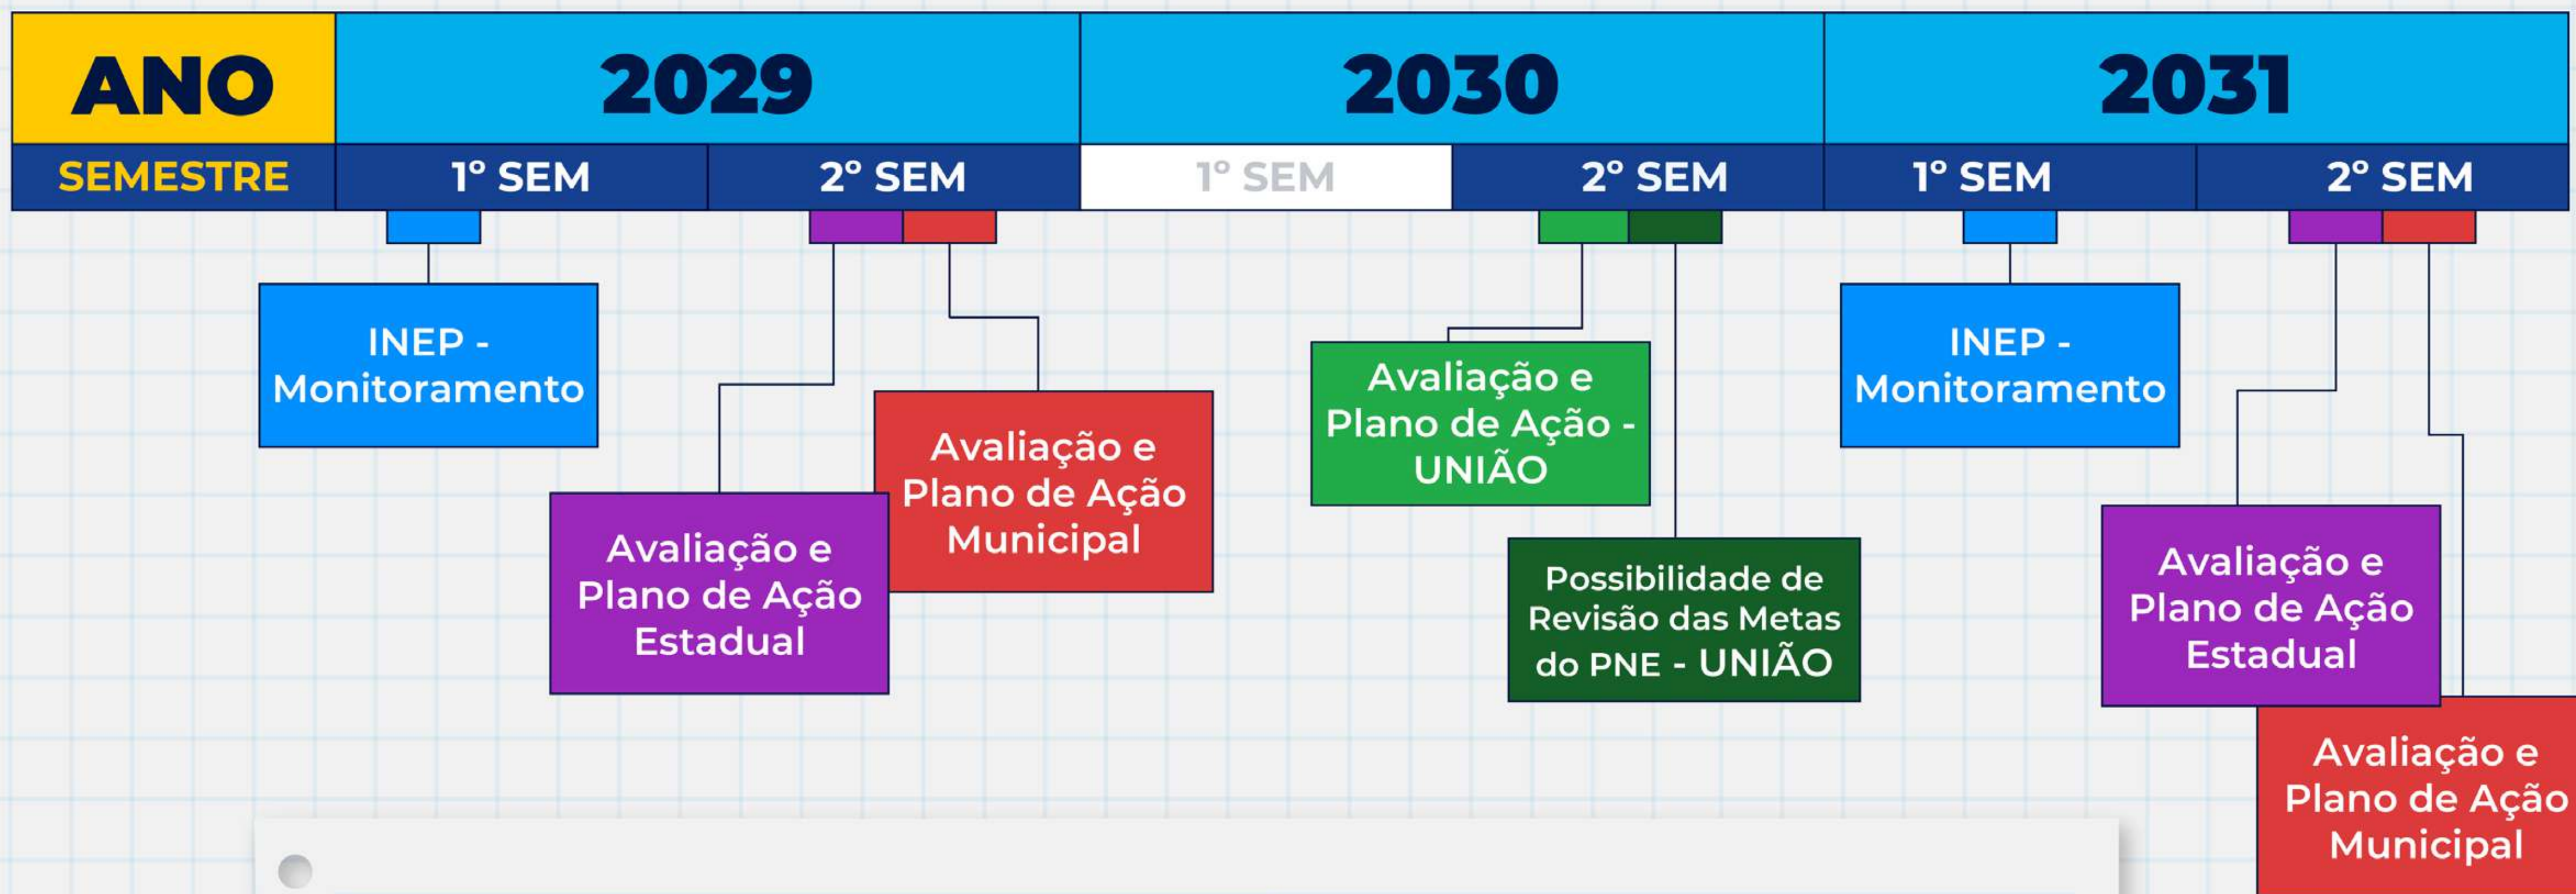 ANO
2029
2030
2031
SEMESTRE
1º SEM
2º SEM
1º SEM
2º SEM
1º SEM
2º SEM
INEP -
Monitoramento
Avaliação e
Plano de Ação
Estadual
Avaliação e
Plano de Ação
Municipal
Avaliação e
Plano de Ação -
UNIÃO
Possibilidade de
Revisão das Metas
do PNE - UNIÃO
INEP -
Monitoramento
Avaliação e
Plano de Ação
Estadual
Avaliação e
Plano de Ação
Municipal